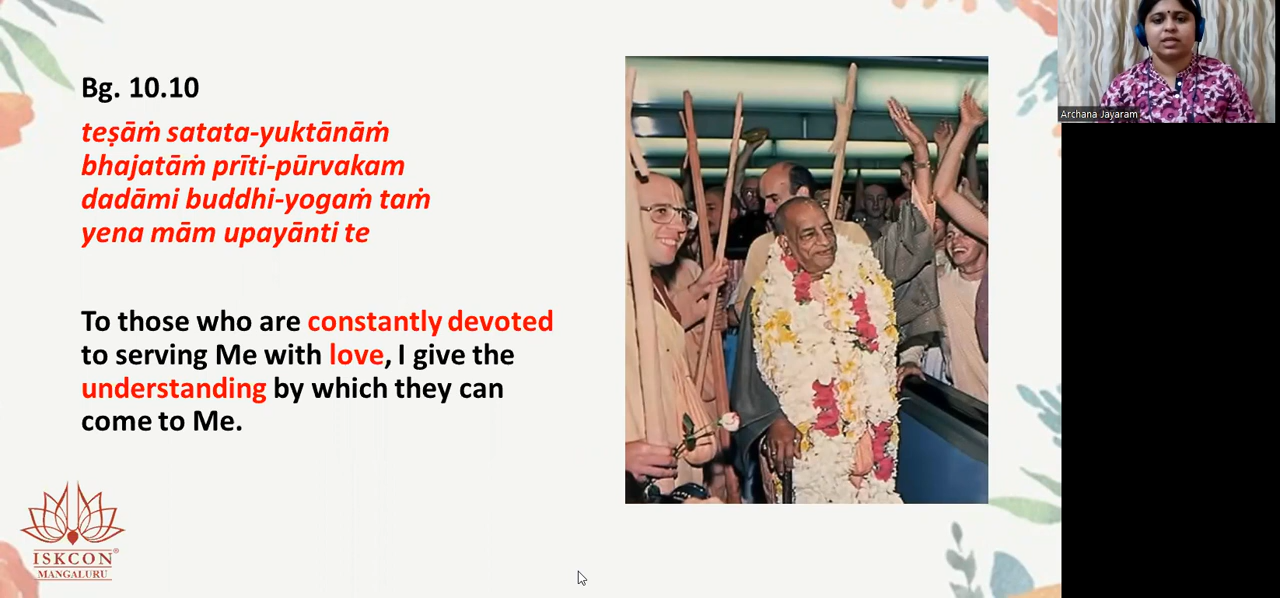 Bg. 10.10
teṣāṁ satata-yuktānāṁ
bhajatāṁ prīti-pūrvakam
dadāmi buddhi-yogaṁ taṁ
yena mām upayānti te
To those who are constantly devoted
to serving Me with love, I give the
understanding by which they can
come to Me.
ISKCON®
MANGALURU
Archana Jayaram